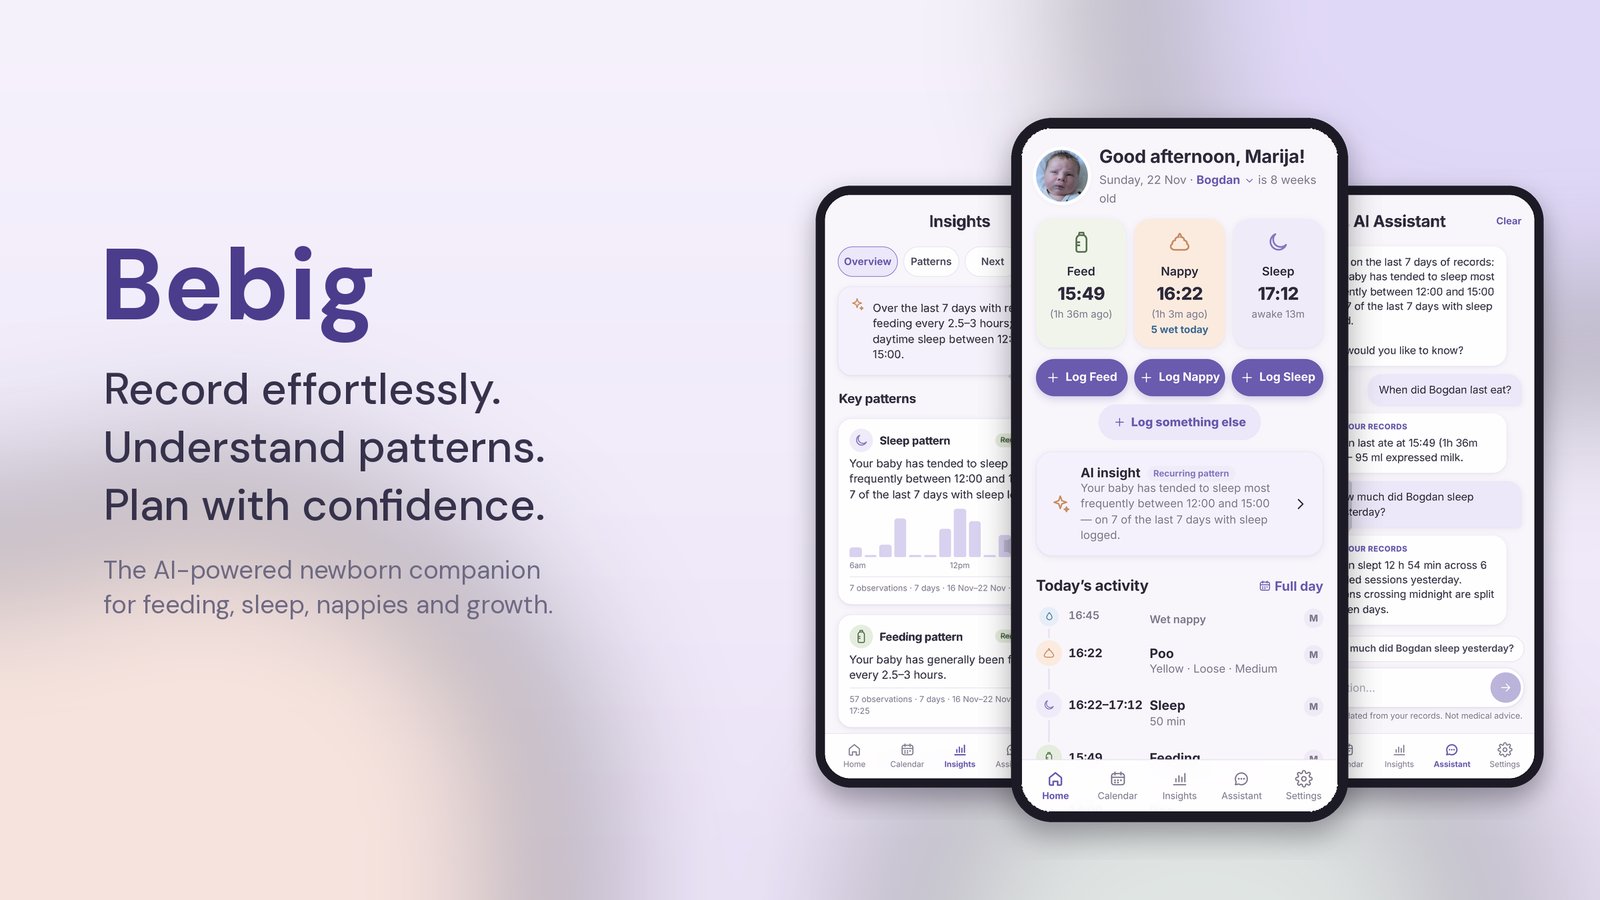 Bebig
Record effortlessly.
Understand patterns.
Plan with confidence.
The AI-powered newborn companion
for feeding, sleep, nappies and growth.
Insights
Overview
Patterns
Next
Over the last 7 days with
feeding every 2.5–3 hours;
daytime sleep between
15:00.
Key patterns
Sleep pattern
Your baby has tended to sleep
frequently between 12:00 and
7 of the last 7 days with sleep
6am
12pm
7 observations · 7 days · 16 Nov–22 Nov ·
Feeding pattern
Your baby has generally been
every 2.5–3 hours.
57 observations · 7 days · 16 Nov–22 Nov
17:25
Home
Calendar
Insights
Good afternoon, Marija!
Sunday, 22 Nov · Bogdan is 8 weeks
old
Feed
15:49
(1h 36m ago)
Nappy
16:22
(1h 3m ago)
5 wet today
Sleep
17:12
awake 13m
+ Log Feed
+ Log Nappy
+ Log Sleep
+ Log something else
AI insight
Recurring pattern
Your baby has tended to sleep most
frequently between 12:00 and 15:00
— on 7 of the last 7 days with sleep
logged.
Today’s activity
Full day
16:45
Wet nappy
M
16:22
Poo
M
Yellow · Loose · Medium
16:22–17:12
Sleep
M
50 min
15:49
Feeding
Home
Calendar
Insights
Assistant
Settings
AI Assistant
Clear
on the last 7 days of records:
has tended to sleep most
between 12:00 and 15:00
of the last 7 days with sleep
would you like to know?
When did Bogdan last eat?
YOUR RECORDS
last ate at 15:49 (1h 36m
– 95 ml expressed milk.
much did Bogdan sleep
YOUR RECORDS
slept 12 h 54 min across 6
sessions yesterday.
crossing midnight are split
days.
much did Bogdan sleep yesterday?
from your records. Not medical advice.
Insights
Assistant
Settings